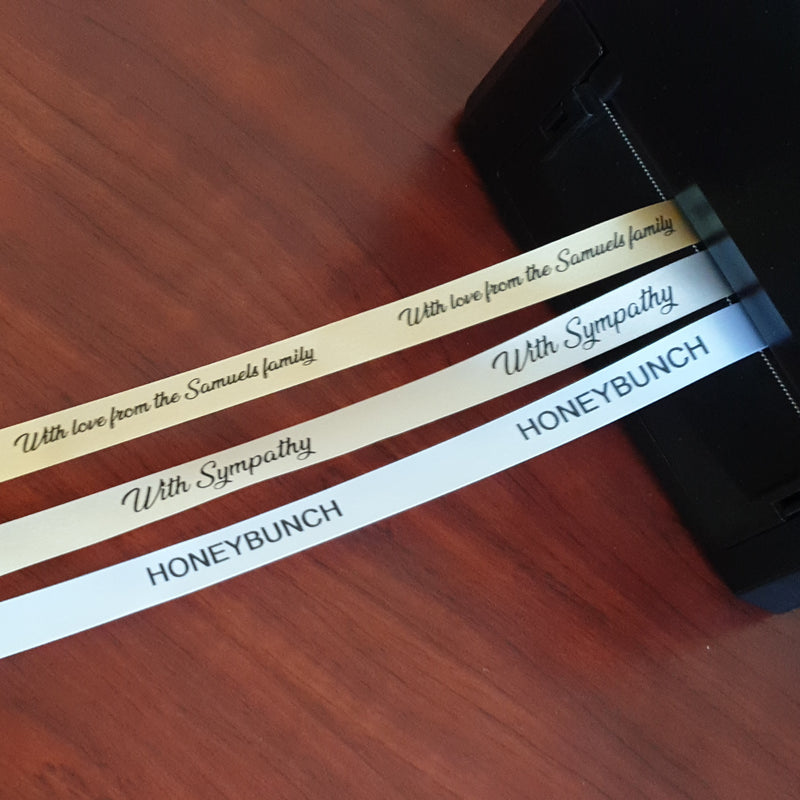 With love from the Samuels family With love from the Samuels family
With Sympathy With Sympathy
HONEYBUNCH HONEYBUNCH